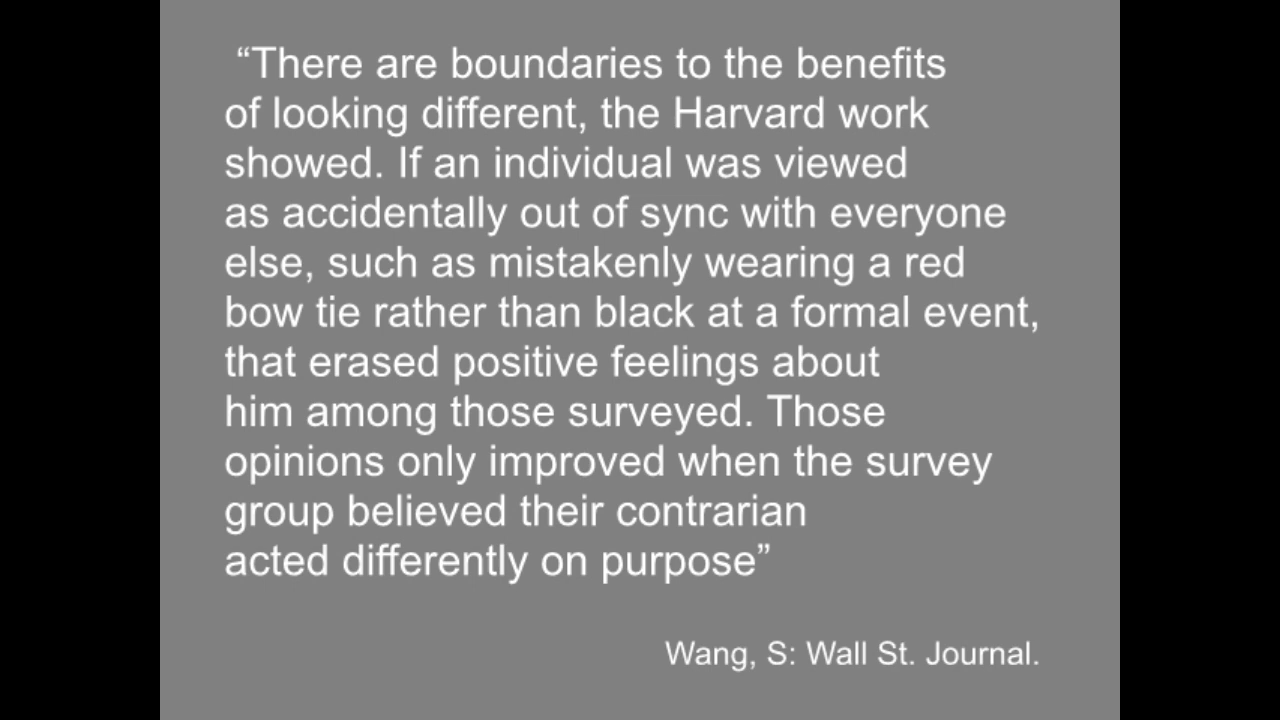 “There are boundaries to the benefits
of looking different, the Harvard work
showed. If an individual was viewed
as accidentally out of sync with everyone
else, such as mistakenly wearing a red
bow tie rather than black at a formal event,
that erased positive feelings about
him among those surveyed. Those
opinions only improved when the survey
group believed their contrarian
acted differently on purpose”
Wang, S: Wall St. Journal.